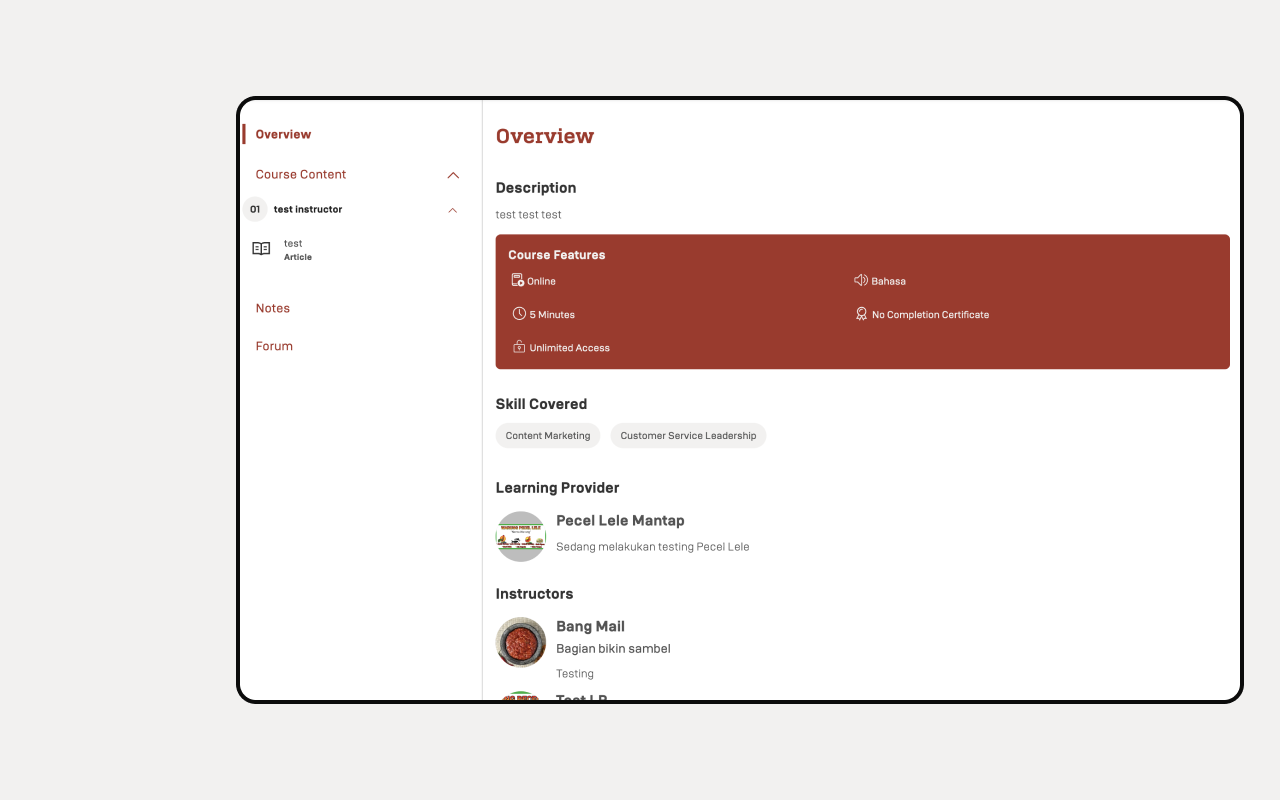 Overview
Course Content
01 test instructor
test
Article
Notes
Forum
Overview
Description
test test test
Course Features
Online
Bahasa
5 Minutes
No Completion Certificate
Unlimited Access
Skill Covered
Content Marketing
Customer Service Leadership
Learning Provider
Pecel Lele Mantap
Sedang melakukan testing Pecel Lele
Instructors
Bang Mail
Bagian bikin sambel
Testing
Test LP